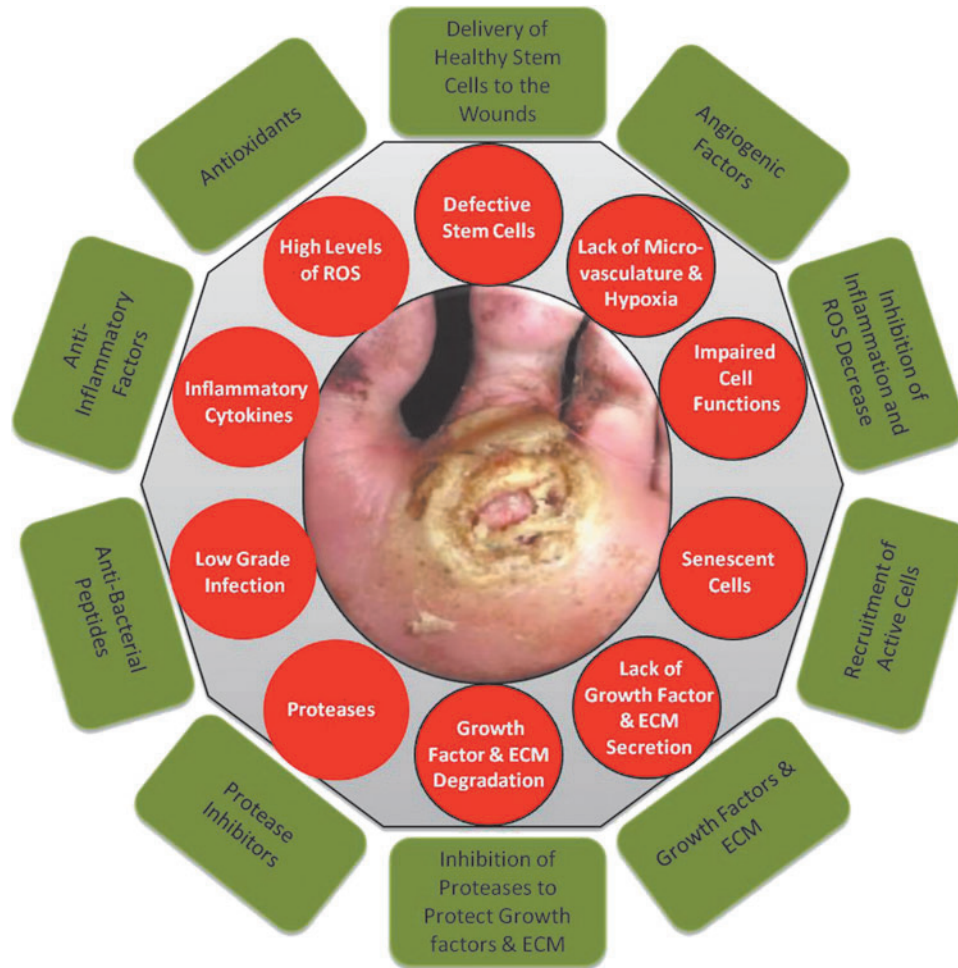 Delivery of
Healthy Stem
Cells to the
Wounds
Angiogenic
Factors
Inhibition of
Inflammation and
ROS Decrease
Recruitment of
Active Cells
Growth Factors &
ECM
Inhibition of
Proteases to
Protect Growth
factors & ECM
Protease
Inhibitors
Anti-Bacterial
Peptides
Anti-
Inflammatory
Factors
Antioxidants
Defective
Stem Cells
Lack of Micro-
vasculature &
Hypoxia
Impaired
Cell
Functions
Senescent
Cells
Lack of
Growth Factor
& ECM
Secretion
Growth
Factor & ECM
Degradation
Proteases
Low Grade
Infection
Inflammatory
Cytokines
High Levels
of ROS